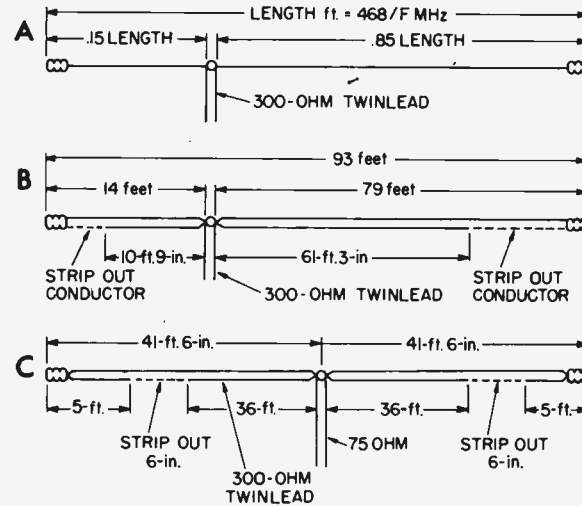 A
LENGTH ft. = 468/F MHz
.15 LENGTH
.85 LENGTH
300-OHM TWINLEAD
B
93 feet
14 feet
79 feet
10-ft.9-in.
61-ft.3-in
STRIP OUT
CONDUCTOR
300-OHM TWINLEAD
STRIP OUT
CONDUCTOR
C
41-ft. 6-in.
41-ft. 6-in.
5-ft.
36-ft.
36-ft.
5-ft.
STRIP OUT
6-in.
300-OHM
TWINLEAD
75 OHM
STRIP OUT
6-in.